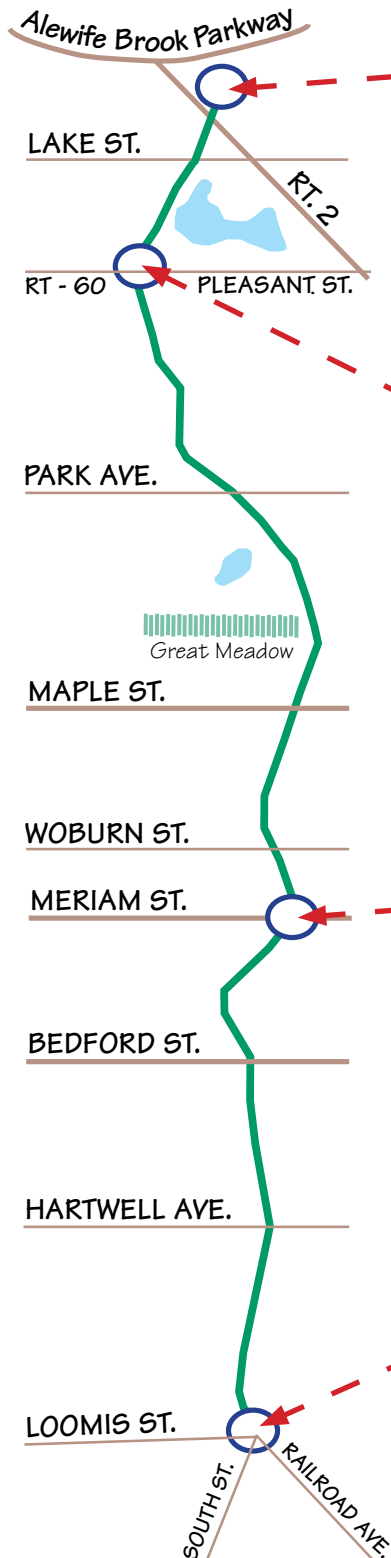 Alewife Brook Parkway
LAKE ST.
RT. 2
RT - 60
PLEASANT ST.
PARK AVE.
Great Meadow
MAPLE ST.
WOBURN ST.
MERIAM ST.
BEDFORD ST.
HARTWELL AVE.
LOOMIS ST.
SOUTH ST.
RAILROAD AVE.